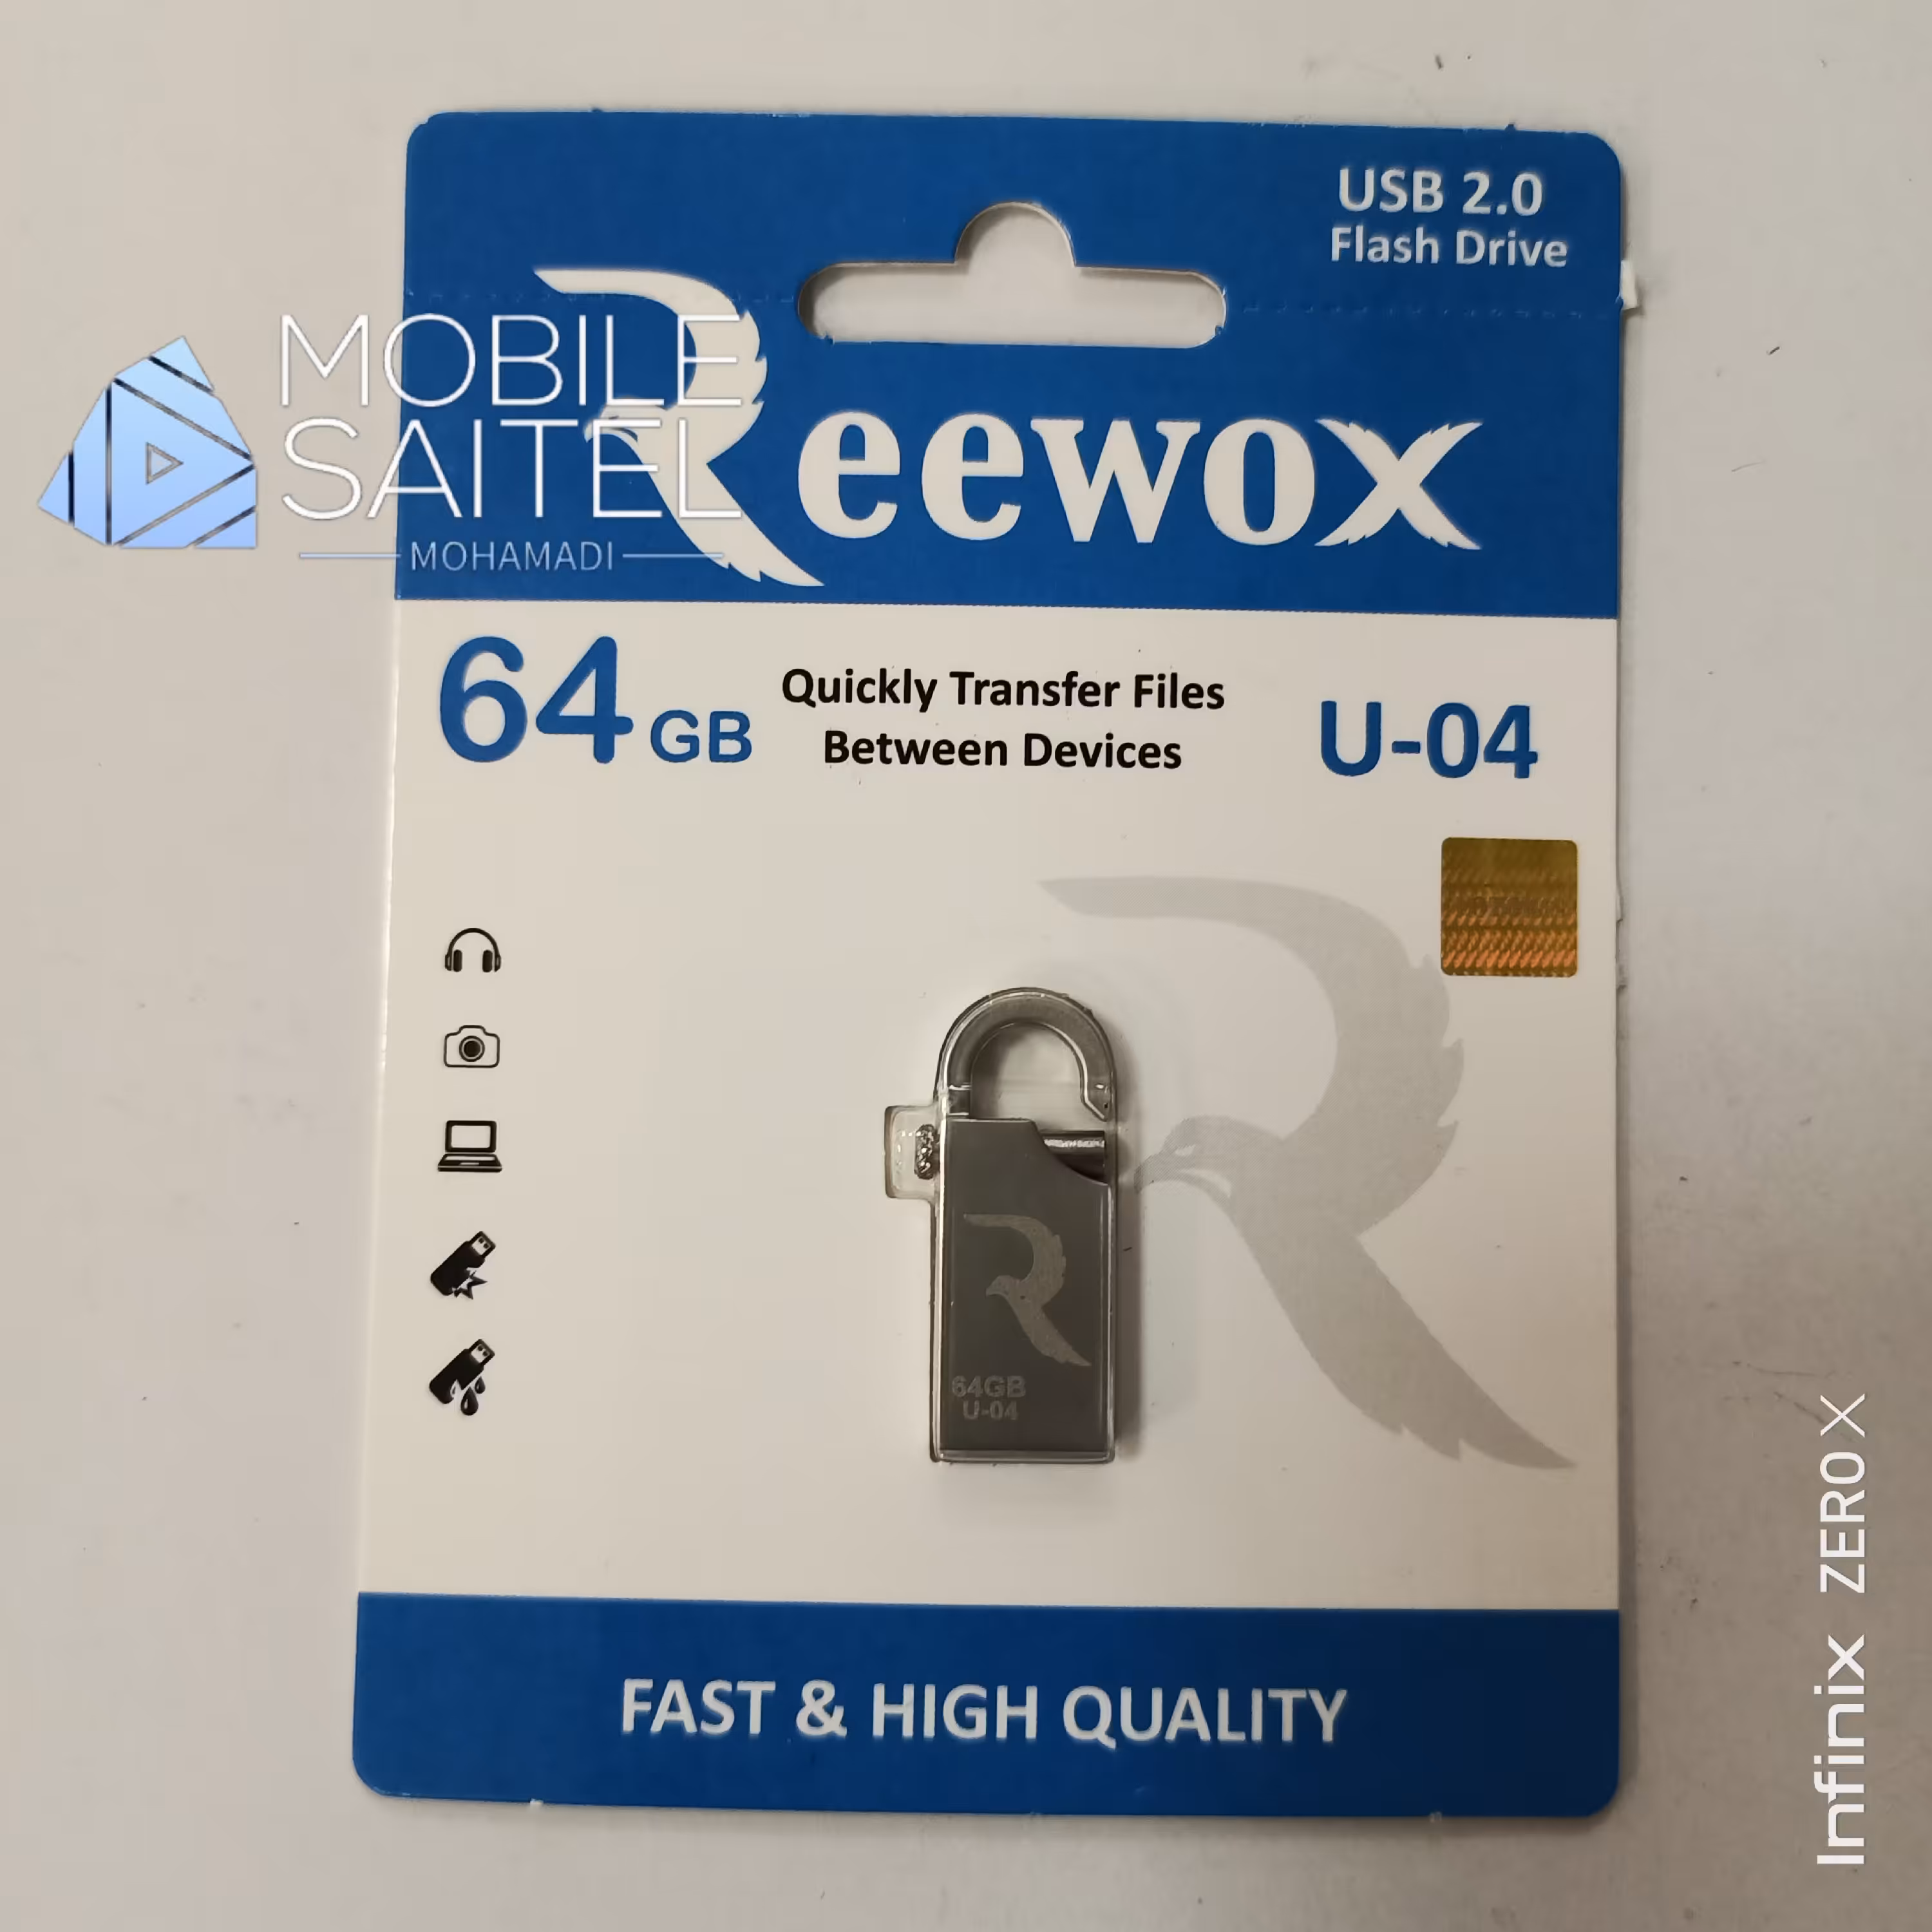 USB 2.0
Flash Drive
Reewox
MOBILE
SAITEL
MOHAMADI
64 GB
Quickly Transfer Files
Between Devices
U-04
64GB
U-04
FAST & HIGH QUALITY
Infinix ZERO X